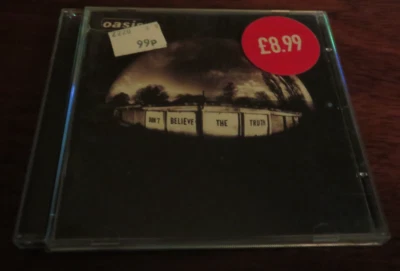 oasis
99p
£8.99
DON'T BELIEVE THE TRUTH